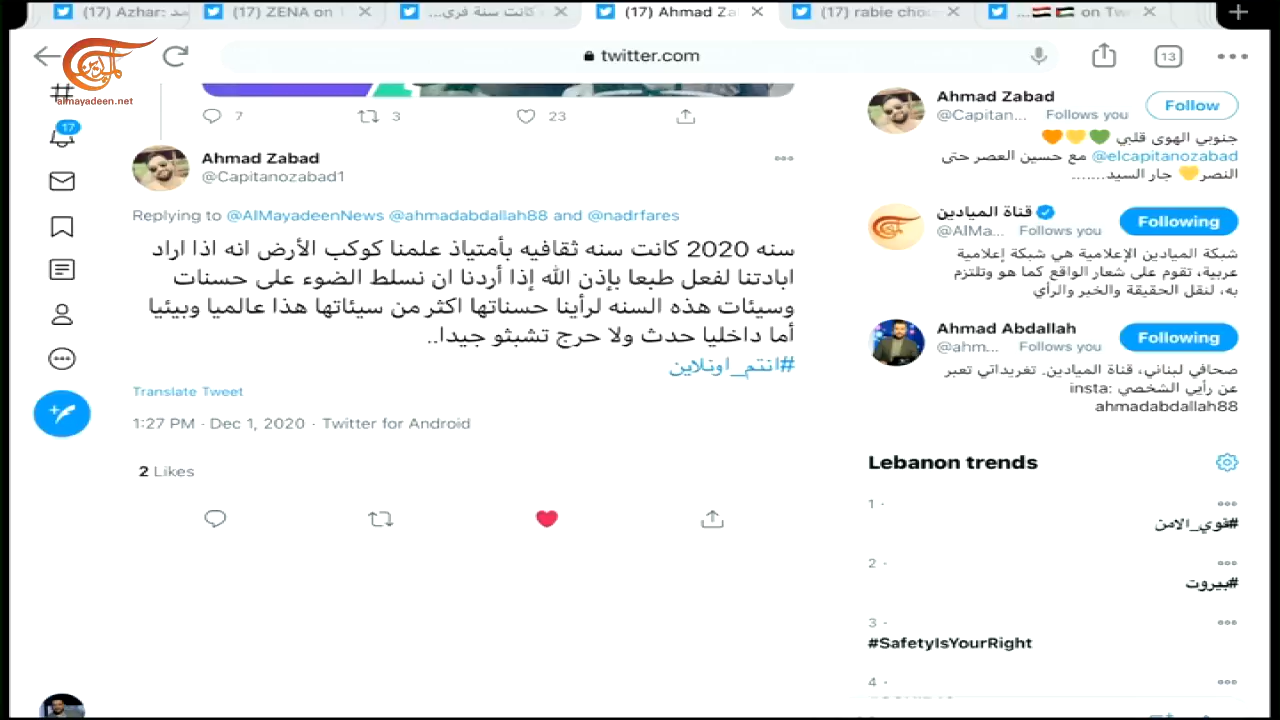 (17) Azhar:
(17) ZENA on
كانت سنة فري...
(17) Ahmad Za
(17) rabie cho
on Tw
twitter.com
13
almayadeen.net
17
7
3
23
Ahmad Zabad
@Capitanozabad1
Replying to @AlMayadeenNews @ahmadabdallah88 and @nadrfares
سنه 2020 كانت سنه ثقافيه بأمتياذ علمنا كوكب الأرض انه اذا اراد
ابادتنا لفعل طبعا بإذن الله إذا أردنا ان نسلط الضوء على حسنات
وسيئات هذه السنه لرأينا حسناتها اكثر من سيئاتها هذا عالميا وبيئيا
أما داخليا حدث ولا حرج تشبثو جيدا..
#انتم_اونلاين
Translate Tweet
1:27 PM · Dec 1, 2020 · Twitter for Android
2 Likes
Ahmad Zabad
@Capitan... Follows you
Follow
جنوبي الهوى قلبي 🧡💛💚
@elcapitanozabad مع حسين العصر حتى
النصر💛 جار السيد.......
قناة الميادين
@AlMa... Follows you
Following
شبكة الميادين الإعلامية هي شبكة إعلامية
عربية، تقوم على شعار الواقع كما هو وتلتزم
به، لنقل الحقيقة والخبر والرأي
Ahmad Abdallah
@ahm... Follows you
Following
صحافي لبناني، قناة الميادين. تغريداتي تعبر
عن رأيي الشخصي insta:
ahmadabdallah88
Lebanon trends
1 ·
#قوي_الامن
2 ·
#بيروت
3 ·
#SafetyIsYourRight
4 ·